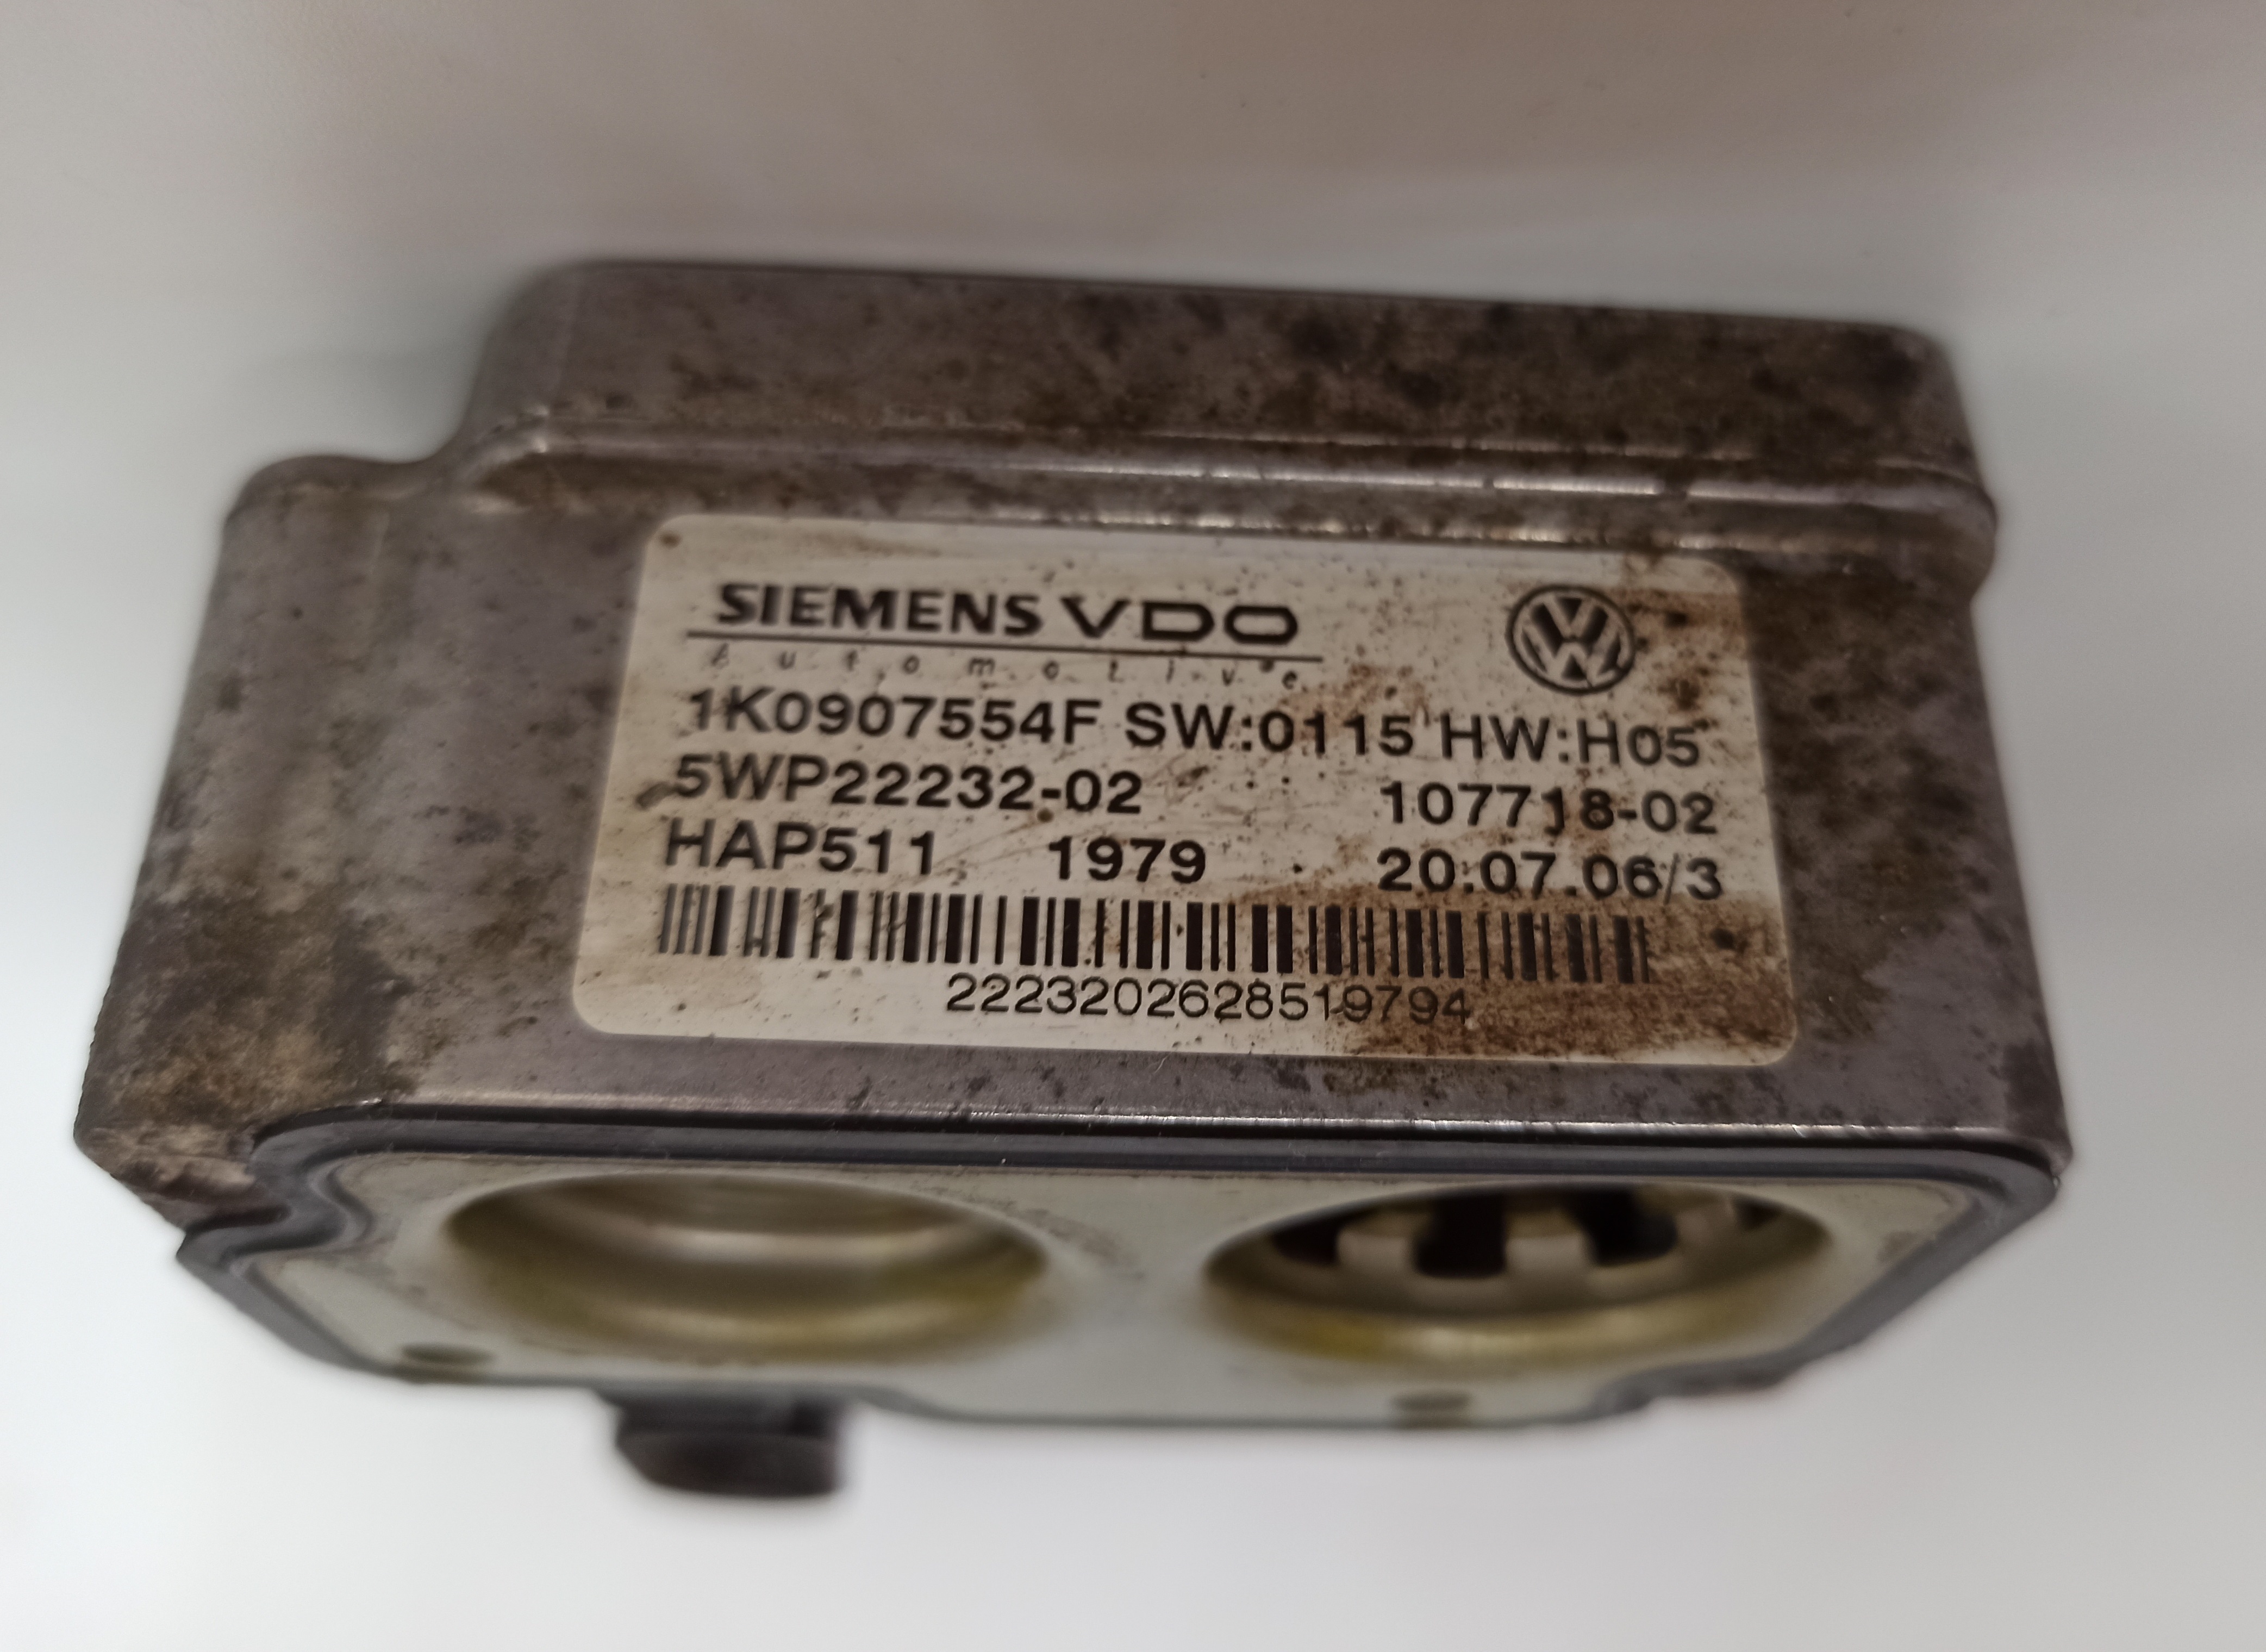 SIEMENS VDO
Automotive
1K0907554F SW:0115 HW:H05
5WP22232-02 107718-02
HAP511 1979 20.07.06/3
2223202628519794